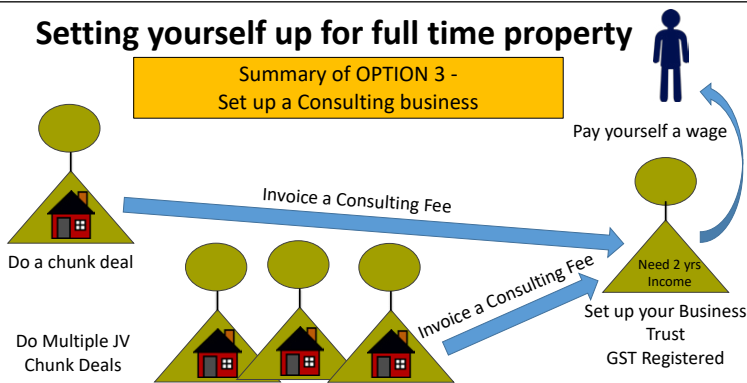 Setting yourself up for full time property
Summary of OPTION 3 -
Set up a Consulting business
Pay yourself a wage
Invoice a Consulting Fee
Do a chunk deal
Invoice a Consulting Fee
Need 2 yrs
Income
Set up your Business
Trust
GST Registered
Do Multiple JV
Chunk Deals